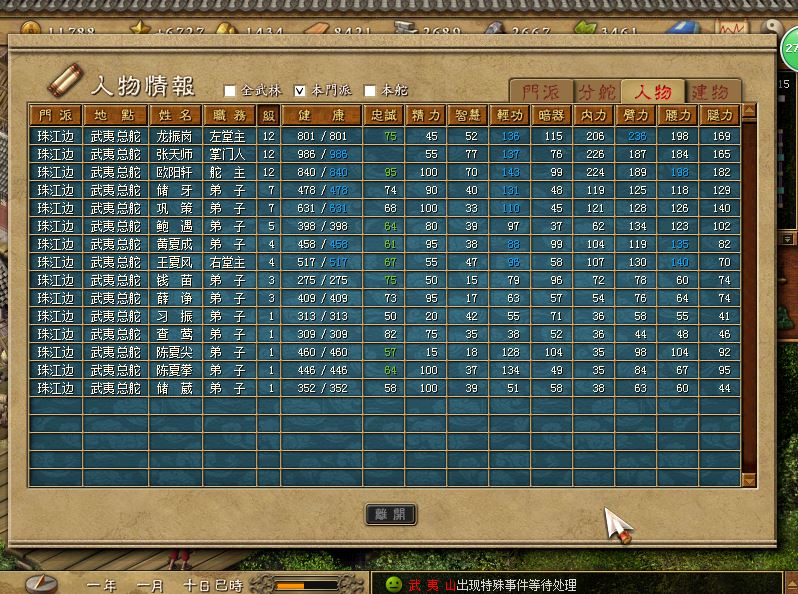 11788 +6727 1434 8421 2689 2667 3461
27
15
人物情報 全武林 本門派 本舵
門派 分舵 人物 建物
門派 地點 姓名 職務 級 健康 忠誠 精力 智慧 輕功 暗器 内力 臂力 腰力 腿力
珠江边 武夷总舵 龙振岗 左堂主 12 801 / 801 75 45 52 136 115 206 236 198 169
珠江边 武夷总舵 张天师 掌门人 12 986 / 986 55 77 137 76 226 187 184 165
珠江边 武夷总舵 欧阳轩 舵主 12 840 / 840 95 100 70 143 99 224 189 198 182
珠江边 武夷总舵 储牙 弟子 7 478 / 478 74 90 40 131 48 119 125 118 129
珠江边 武夷总舵 巩策 弟子 7 631 / 631 68 100 33 110 45 121 128 126 140
珠江边 武夷总舵 鲍遇 弟子 5 398 / 398 64 80 39 97 37 62 134 123 102
珠江边 武夷总舵 黄夏成 弟子 4 458 / 458 61 95 38 88 99 104 119 135 82
珠江边 武夷总舵 王夏风 右堂主 4 517 / 517 67 55 47 96 58 107 130 140 70
珠江边 武夷总舵 钱苗 弟子 3 275 / 275 75 50 15 79 96 72 78 60 74
珠江边 武夷总舵 薛诤 弟子 3 409 / 409 73 95 17 63 57 54 76 64 74
珠江边 武夷总舵 习振 弟子 1 313 / 313 50 20 42 55 71 36 58 55 41
珠江边 武夷总舵 查莺 弟子 1 309 / 309 82 75 35 38 52 36 44 48 46
珠江边 武夷总舵 陈夏尖 弟子 1 460 / 460 57 15 18 128 104 35 98 104 92
珠江边 武夷总舵 陈夏挙 弟子 1 446 / 446 64 100 37 134 49 35 84 67 95
珠江边 武夷总舵 储葳 弟子 1 352 / 352 58 100 39 51 58 38 63 60 44
離開
一年 一月 十日巳時 武夷山出现特殊事件等待处理